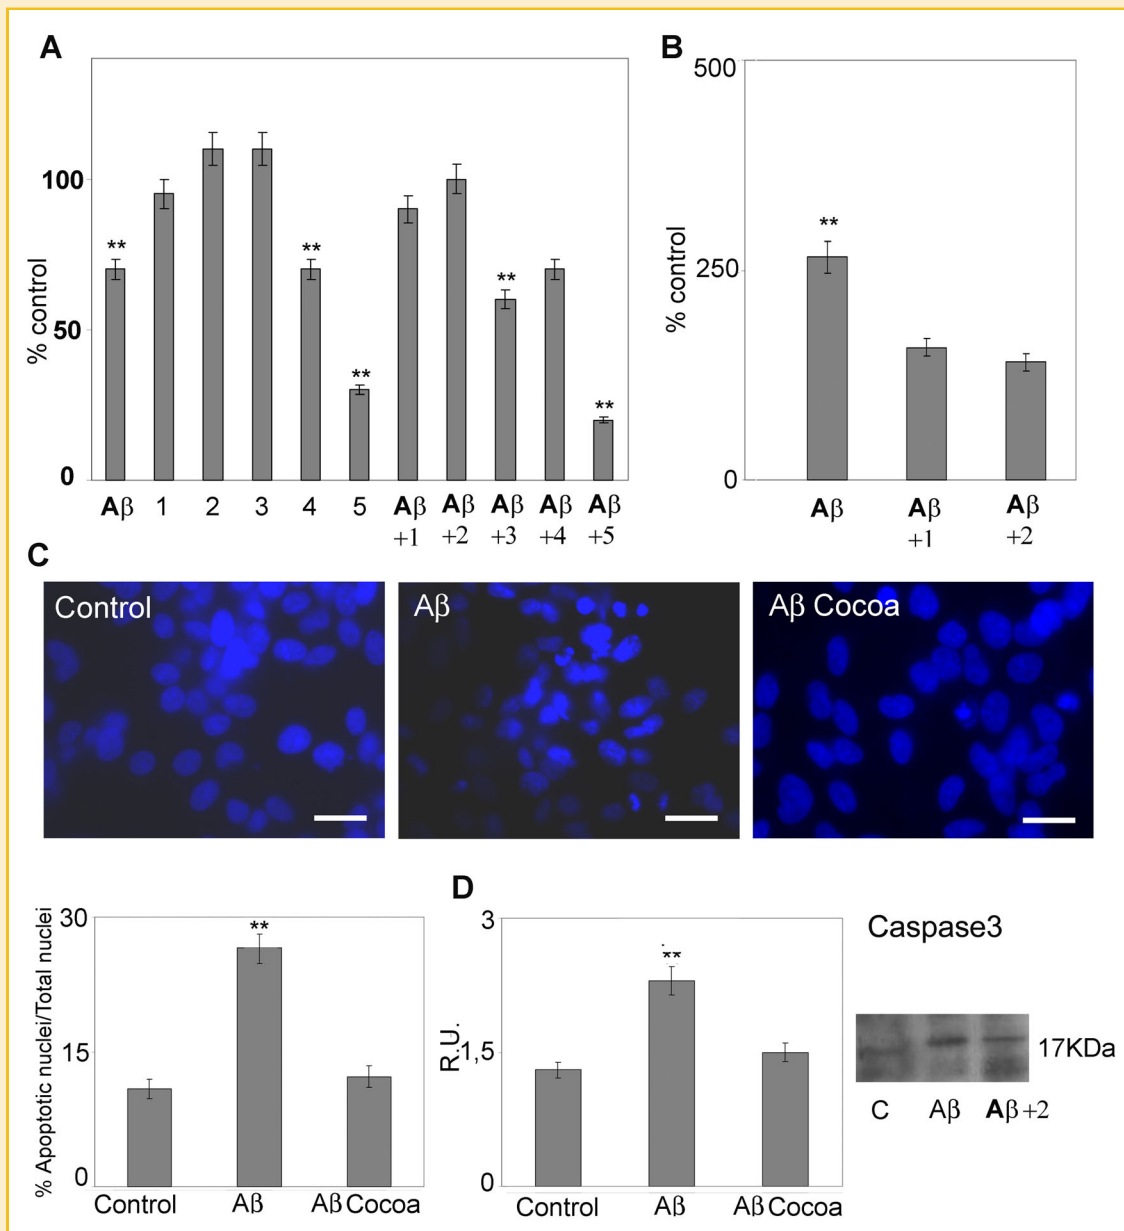 A
% control
100
50
0
**
**
**
**
**
Aβ 1 2 3 4 5 Aβ Aβ Aβ Aβ Aβ
+1 +2 +3 +4 +5
B
% control
500
250
0
**
Aβ Aβ Aβ
+1 +2
C
Control
Aβ
Aβ Cocoa
% Apoptotic nuclei/Total nuclei
30
15
0
**
Control Aβ Aβ Cocoa
D
R.U.
3
1,5
0
**
Control Aβ Aβ Cocoa
Caspase3
17KDa
C Aβ Aβ +2